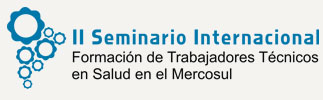 II Seminario Internacional
Formación de Trabajadores Técnicos
en Salud en el Mercosul